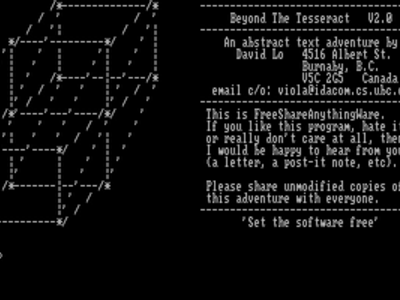 Beyond The Tesseract V2.0
An abstract text adventure by
David Lo 4516 Albert St.
Burnaby, B.C.
V5C 2G5 Canada
email c/o: viola@idacom.cs.ubc.
This is FreeShareAnythingWare.
If you like this program, hate it
or really don't care at all, then
I would be happy to hear from you
(a letter, a post-it note, etc).
Please share unmodified copies of
this adventure with everyone.
'Set the software free'